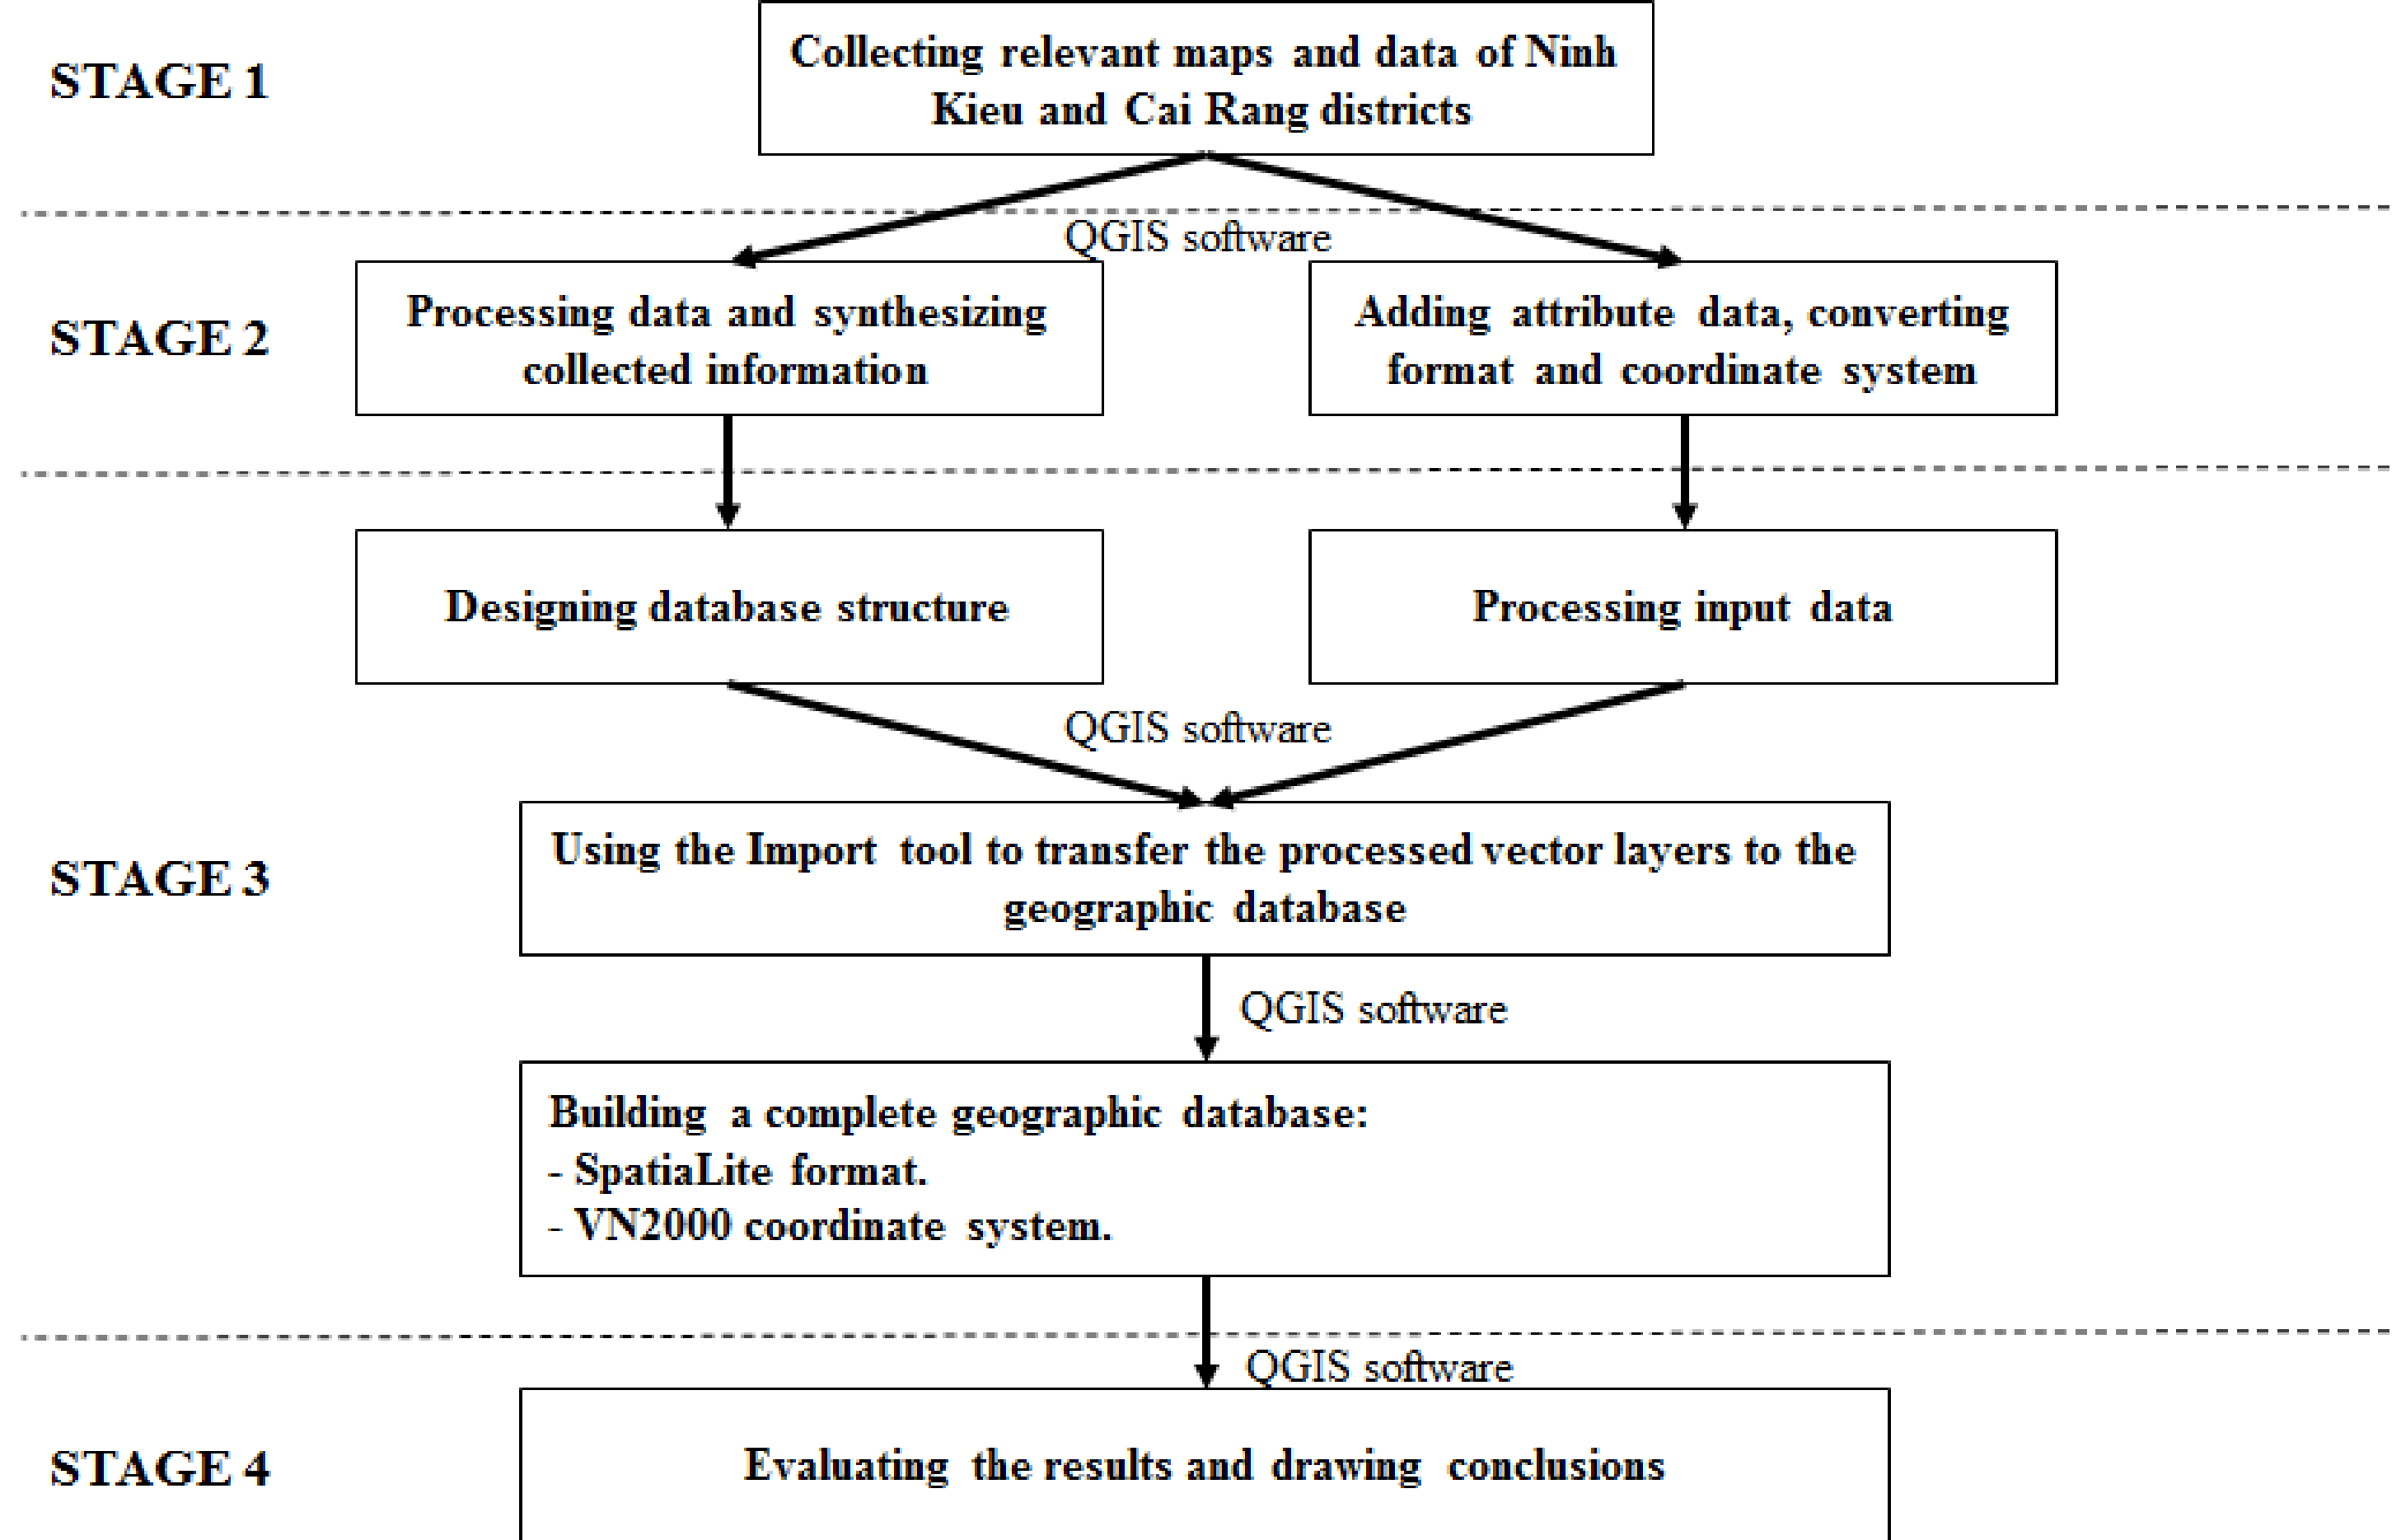 STAGE 1
Collecting relevant maps and data of Ninh
Kieu and Cai Rang districts
QGIS software
STAGE 2
Processing data and synthesizing
collected information
Adding attribute data, converting
format and coordinate system
Designing database structure
Processing input data
QGIS software
STAGE 3
Using the Import tool to transfer the processed vector layers to the
geographic database
QGIS software
Building a complete geographic database:
- SpatiaLite format.
- VN2000 coordinate system.
QGIS software
STAGE 4
Evaluating the results and drawing conclusions